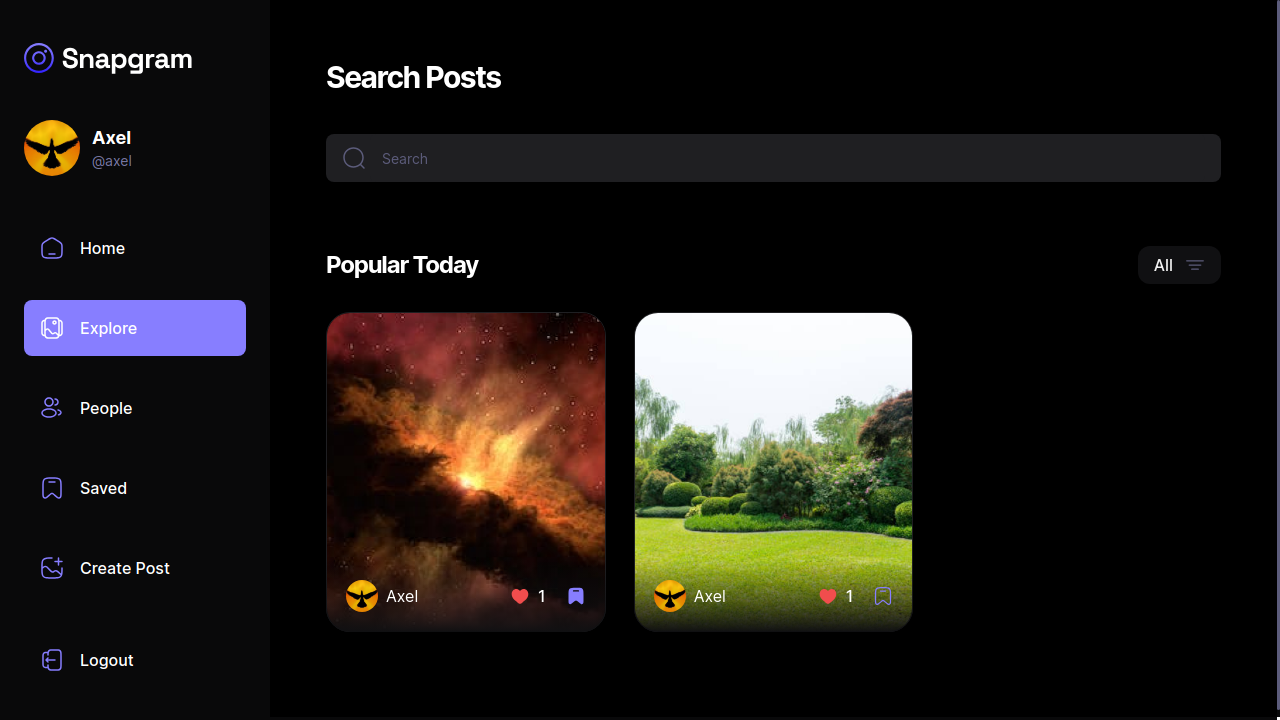 Snapgram
Axel
@axel
Home
Explore
People
Saved
Create Post
Logout
Search Posts
Search
Popular Today
All
Axel
1
Axel
1